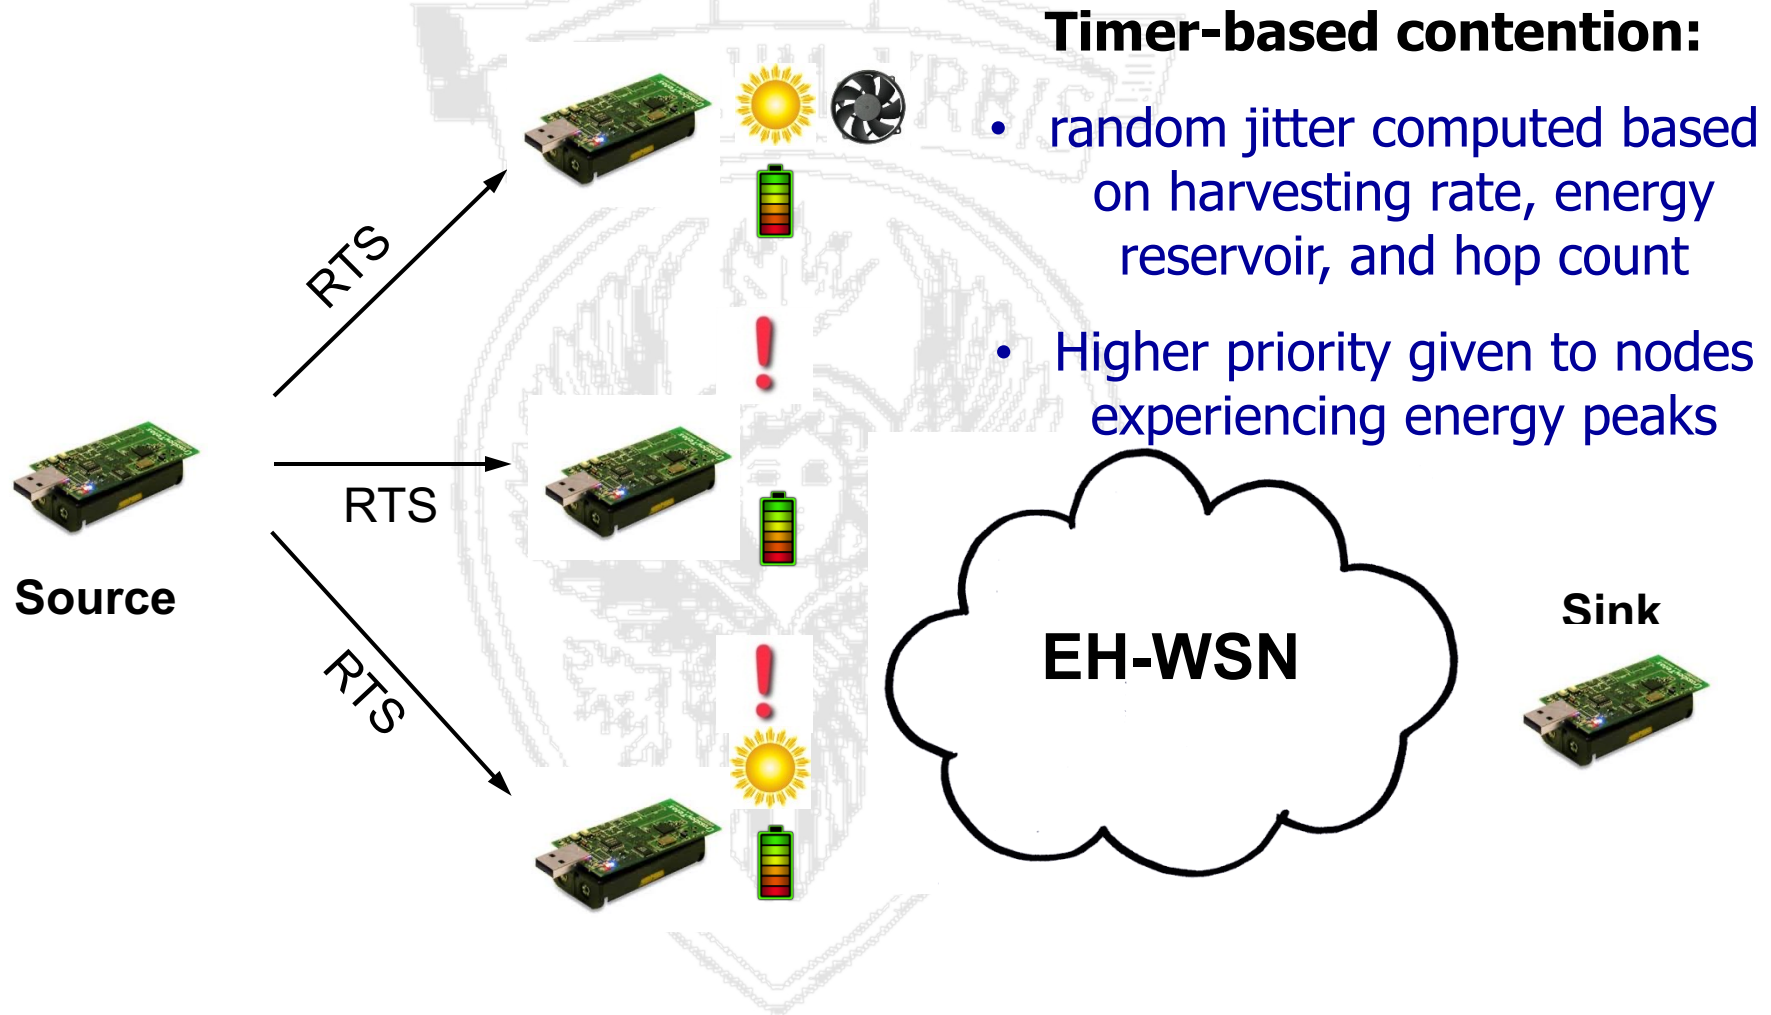 Timer-based contention:
• random jitter computed based
on harvesting rate, energy
reservoir, and hop count
• Higher priority given to nodes
experiencing energy peaks
RTS
RTS
RTS
Source
EH-WSN
Sink